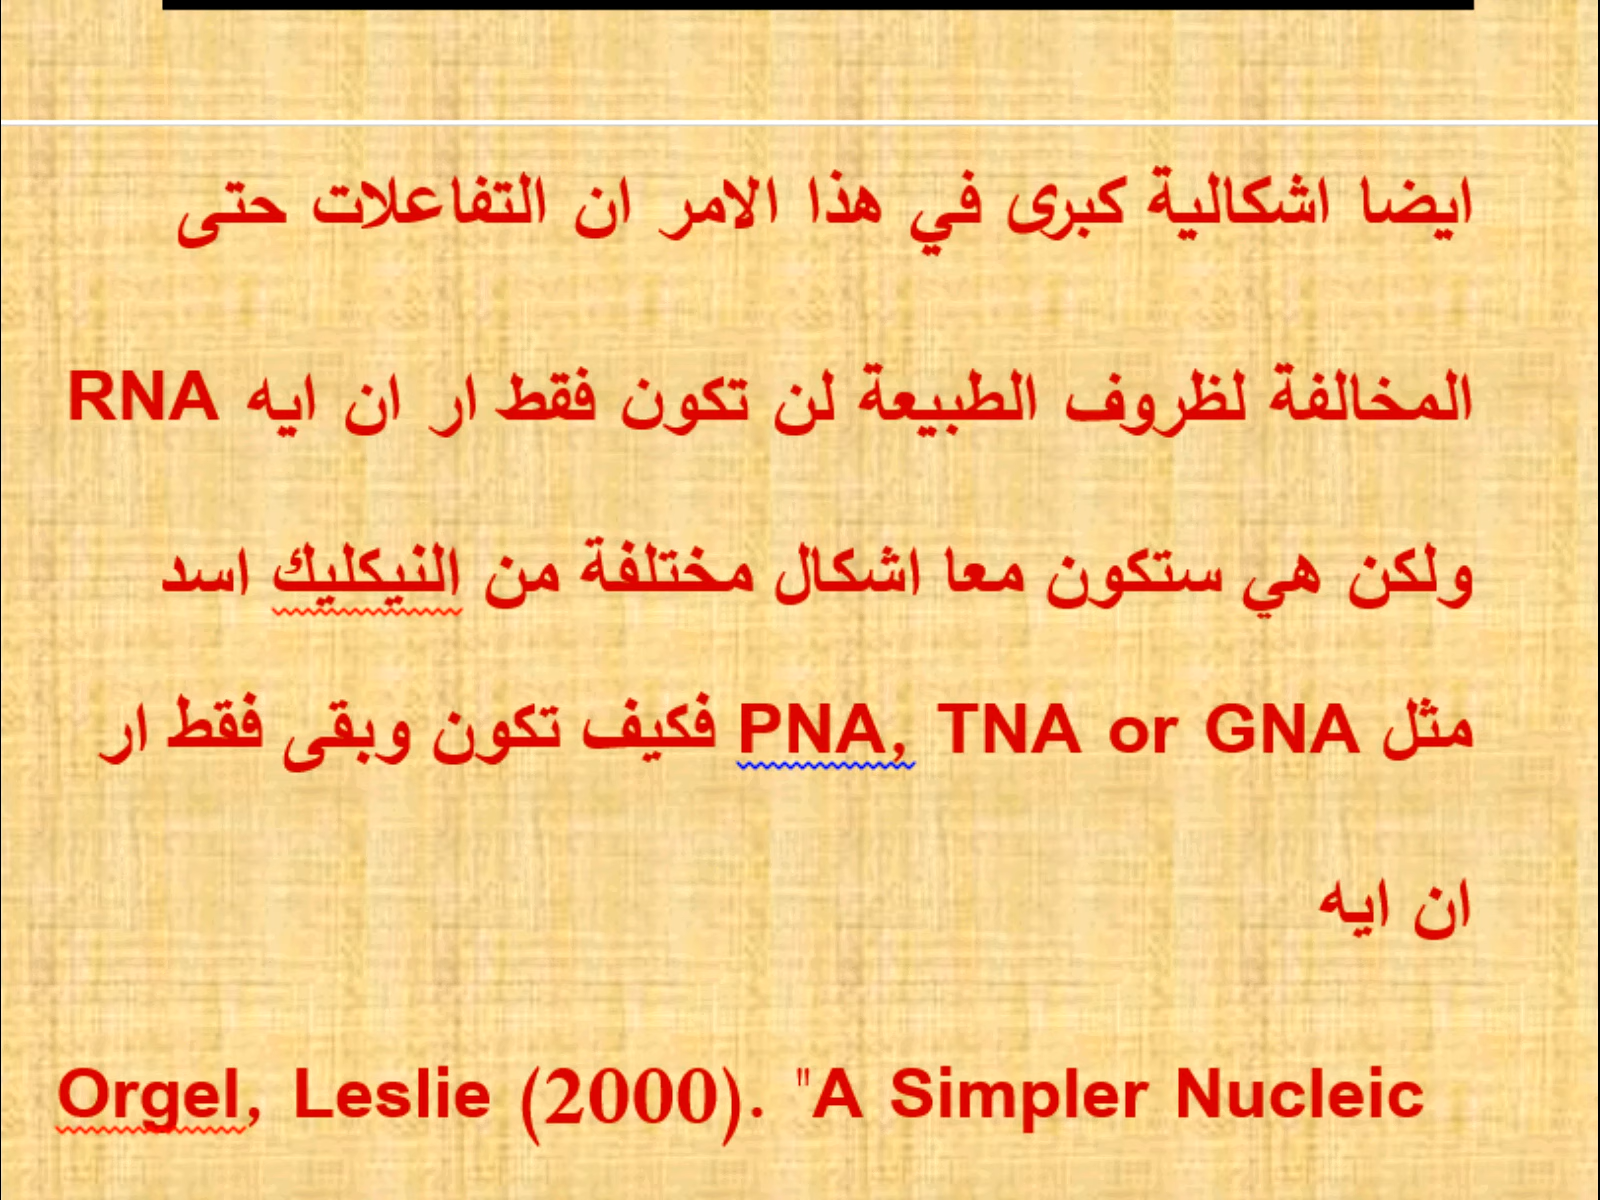 ايضا اشكالية كبرى في هذا الامر ان التفاعلات حتى
المخالفة لظروف الطبيعة لن تكون فقط ار ان ايه RNA
ولكن هي ستكون معا اشكال مختلفة من النيكليك اسد
مثل PNA, TNA or GNA فكيف تكون وبقى فقط ار
ان ايه
Orgel, Leslie (2000). "A Simpler Nucleic